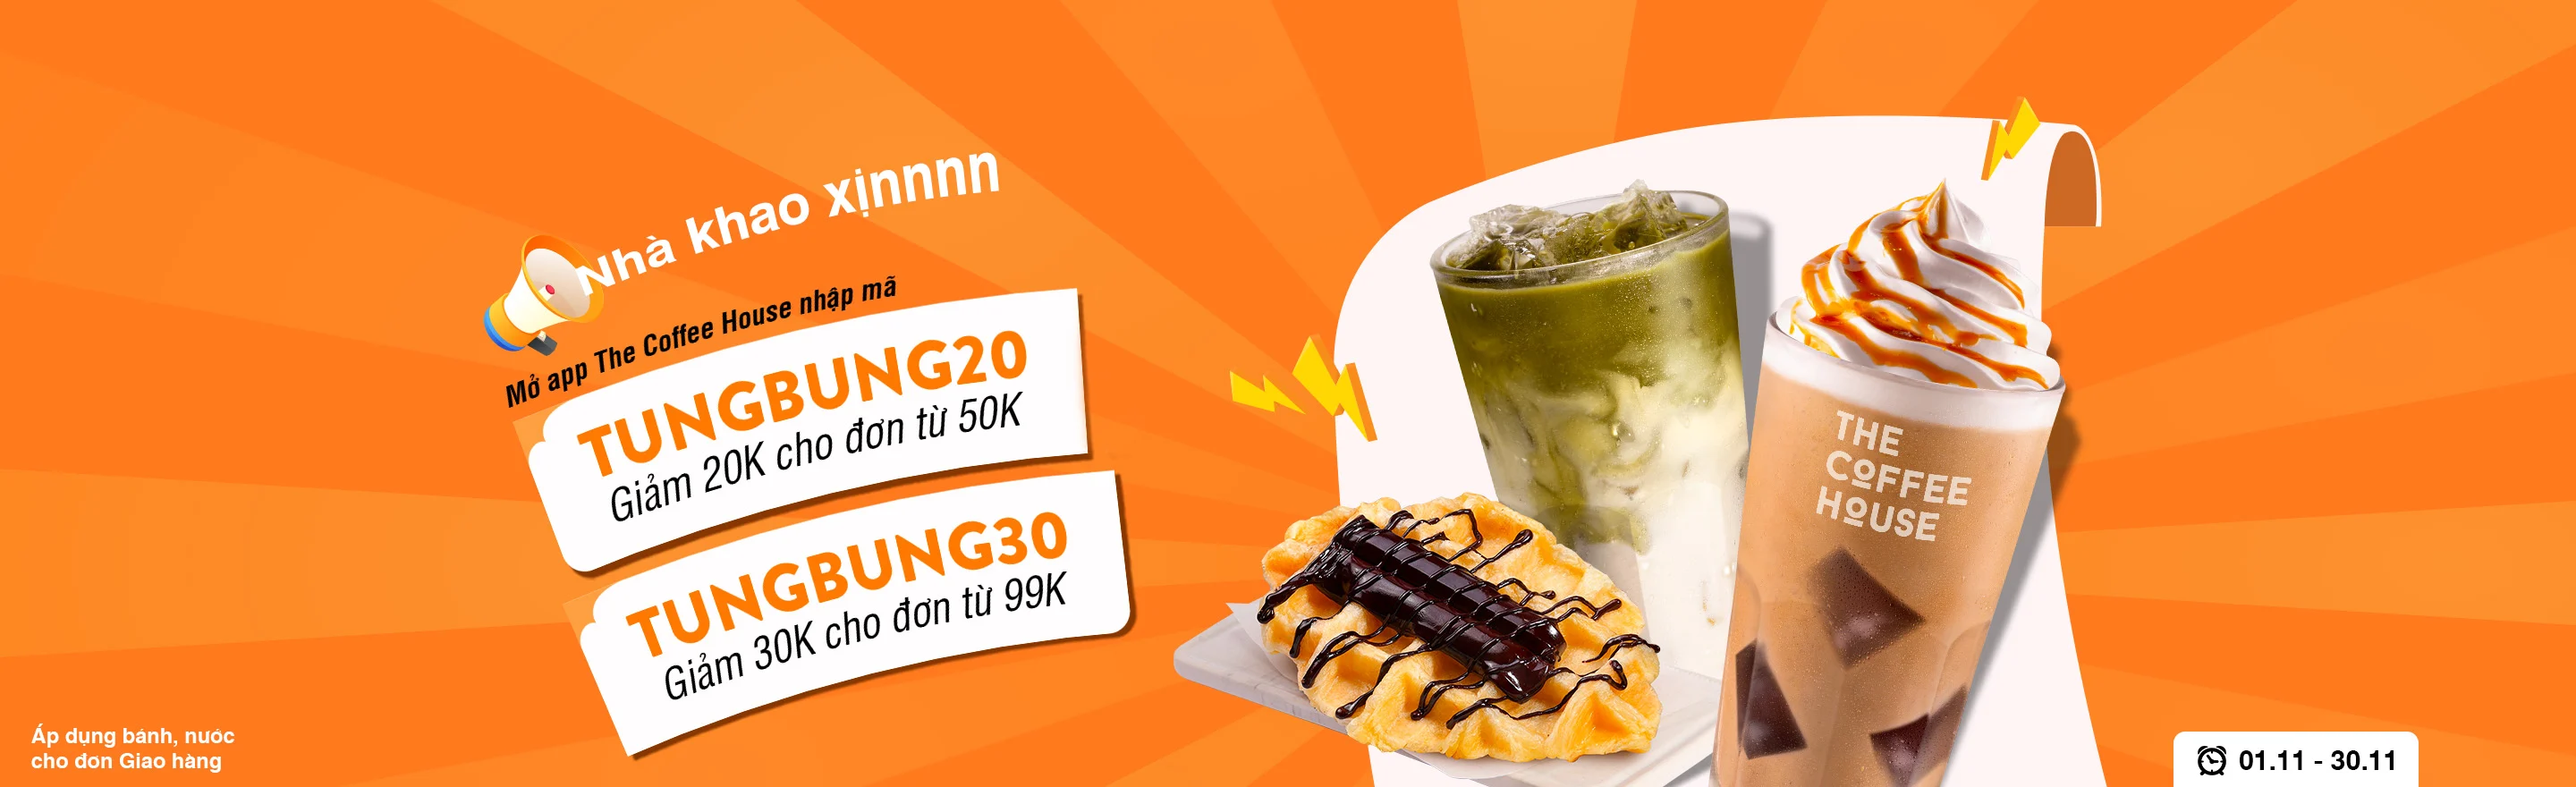 Nhà khao xịnnnn
Mở app The Coffee House nhập mã
TUNGBUNG20
Giảm 20K cho đơn từ 50K
TUNGBUNG30
Giảm 30K cho đơn từ 99K
THE
COFFEE
HOUSE
Áp dụng bánh, nước
cho đơn Giao hàng
01.11 - 30.11